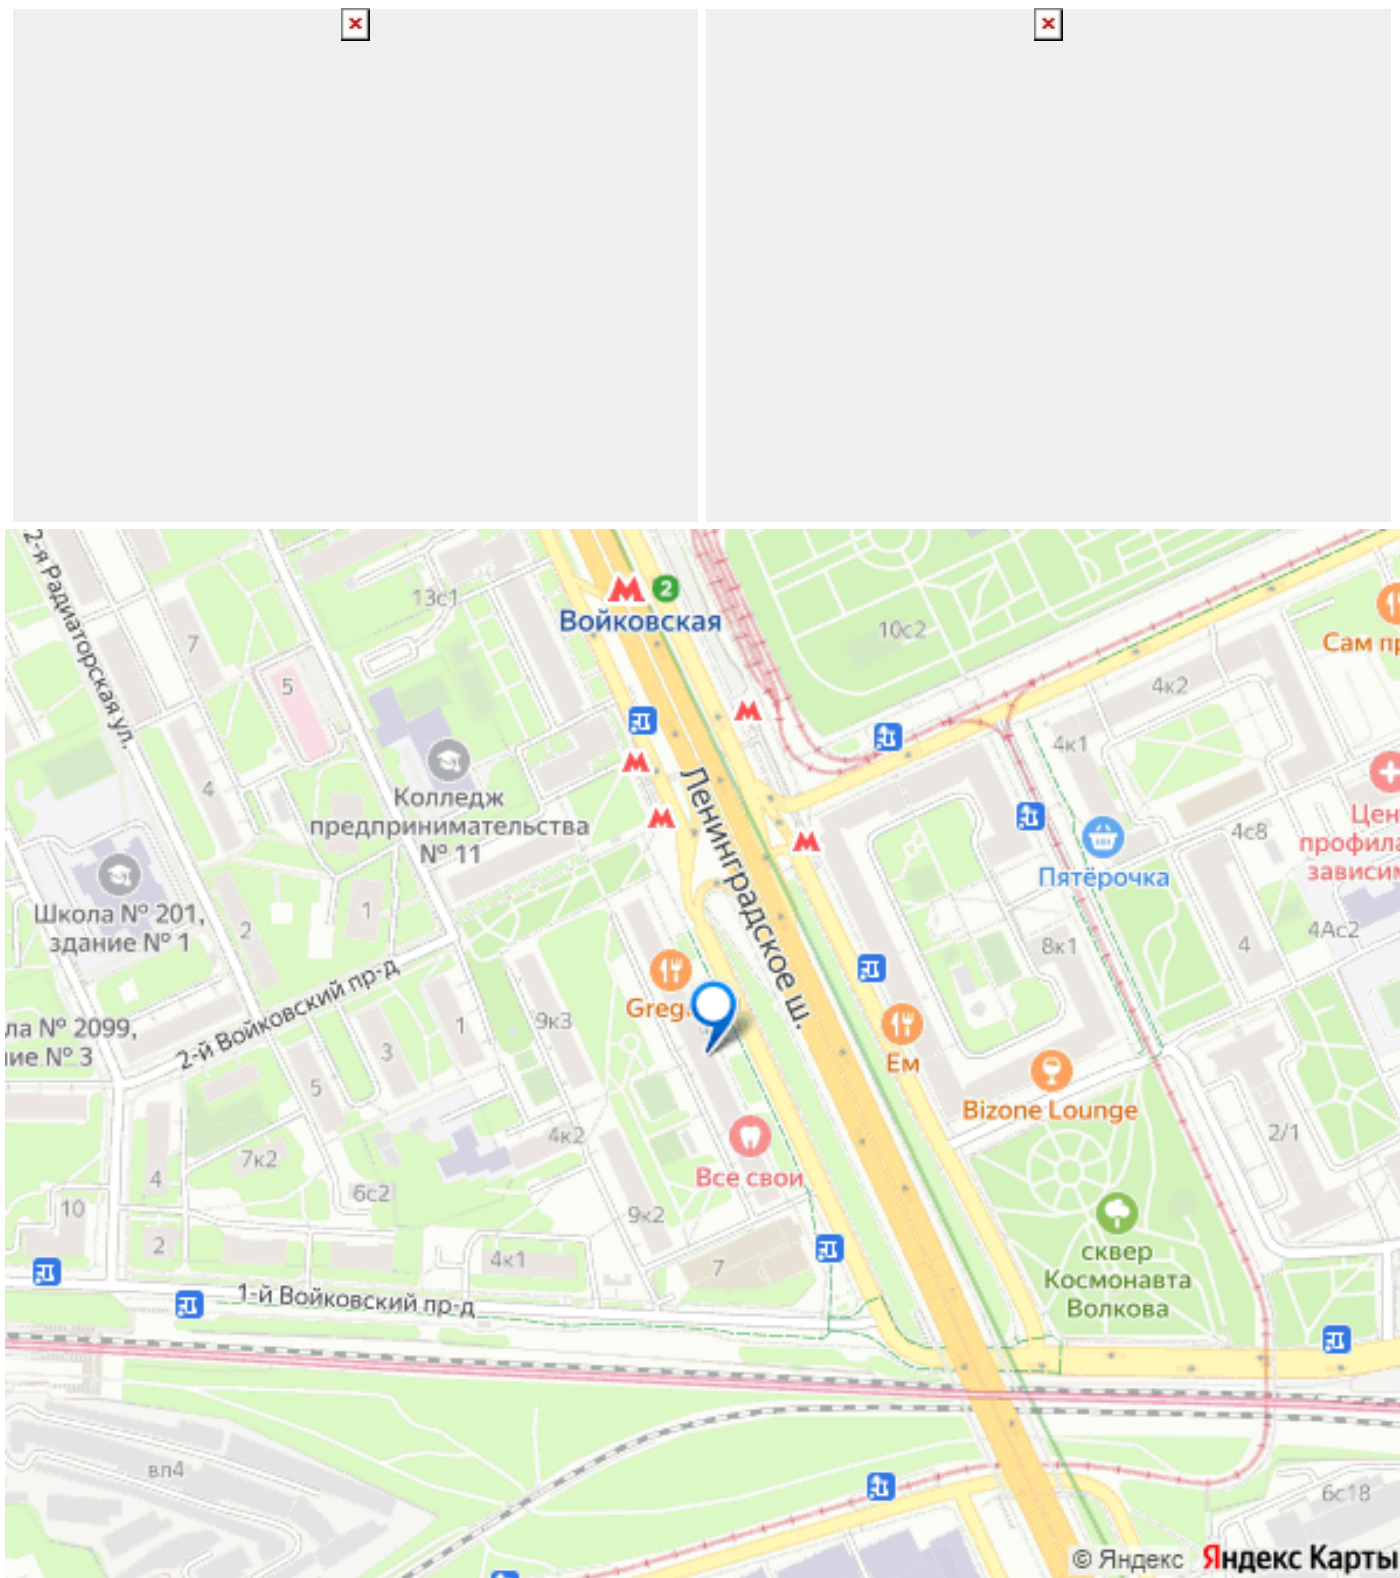 2-я Радиаторская ул.
13с1
2
Войковская
10с2
Сам пр
7
5
4к2
4к1
4
Колледж
предпринимательства
№ 11
Ленинградское ш.
Пятёрочка
4с8
Цен
профила
зависим
Школа № 201,
здание № 1
2
1
8к1
4
4Ас2
2-й Войковский пр-д
Greg
ла № 2099,
ие № 3
1
9к3
3
Ем
5
Bizone Lounge
4к2
2/1
7к2
4
Все свои
6с2
10
9к2
2
4к1
7
сквер
Космонавта
Волкова
1-й Войковский пр-д
вл4
6с18
© Яндекс Яндекс Карты